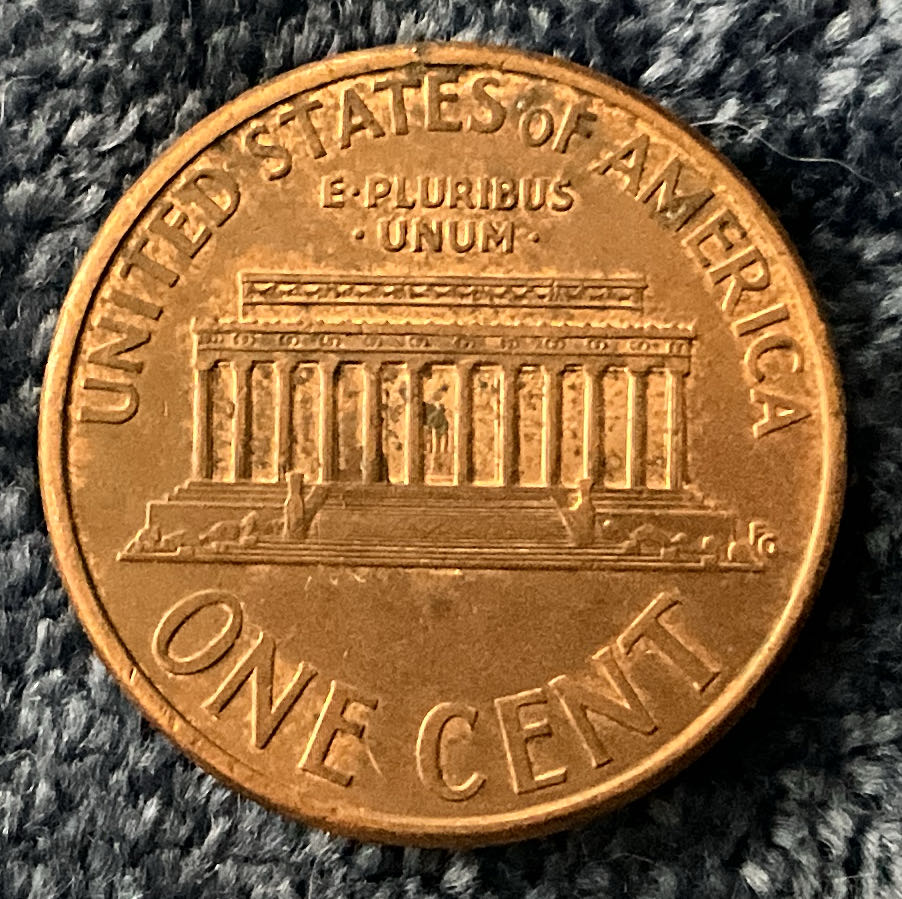 UNITED STATES OF AMERICA
E·PLURIBUS
·UNUM·
FG
ONE CENT